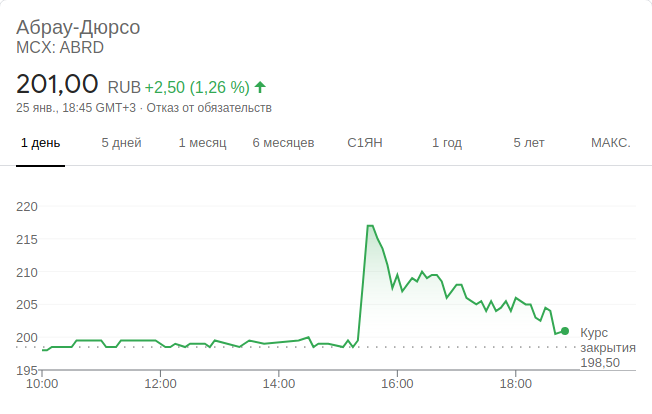 Абрау-Дюрсо
MCX: ABRD
201,00 RUB +2,50 (1,26 %)
25 янв., 18:45 GMT+3 · Отказ от обязательств
1 день 5 дней 1 месяц 6 месяцев С1ЯН 1 год 5 лет МАКС.
220
215
210
205
200
195
Курс
закрытия
198,50
10:00 12:00 14:00 16:00 18:00